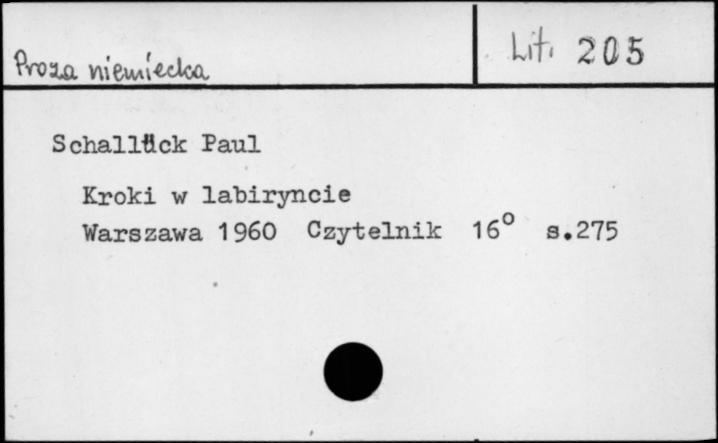 Proza niemiecka
Lit. 205
Schallück Paul
Kroki w labiryncie
Warszawa 1960 Czytelnik 16° s.275